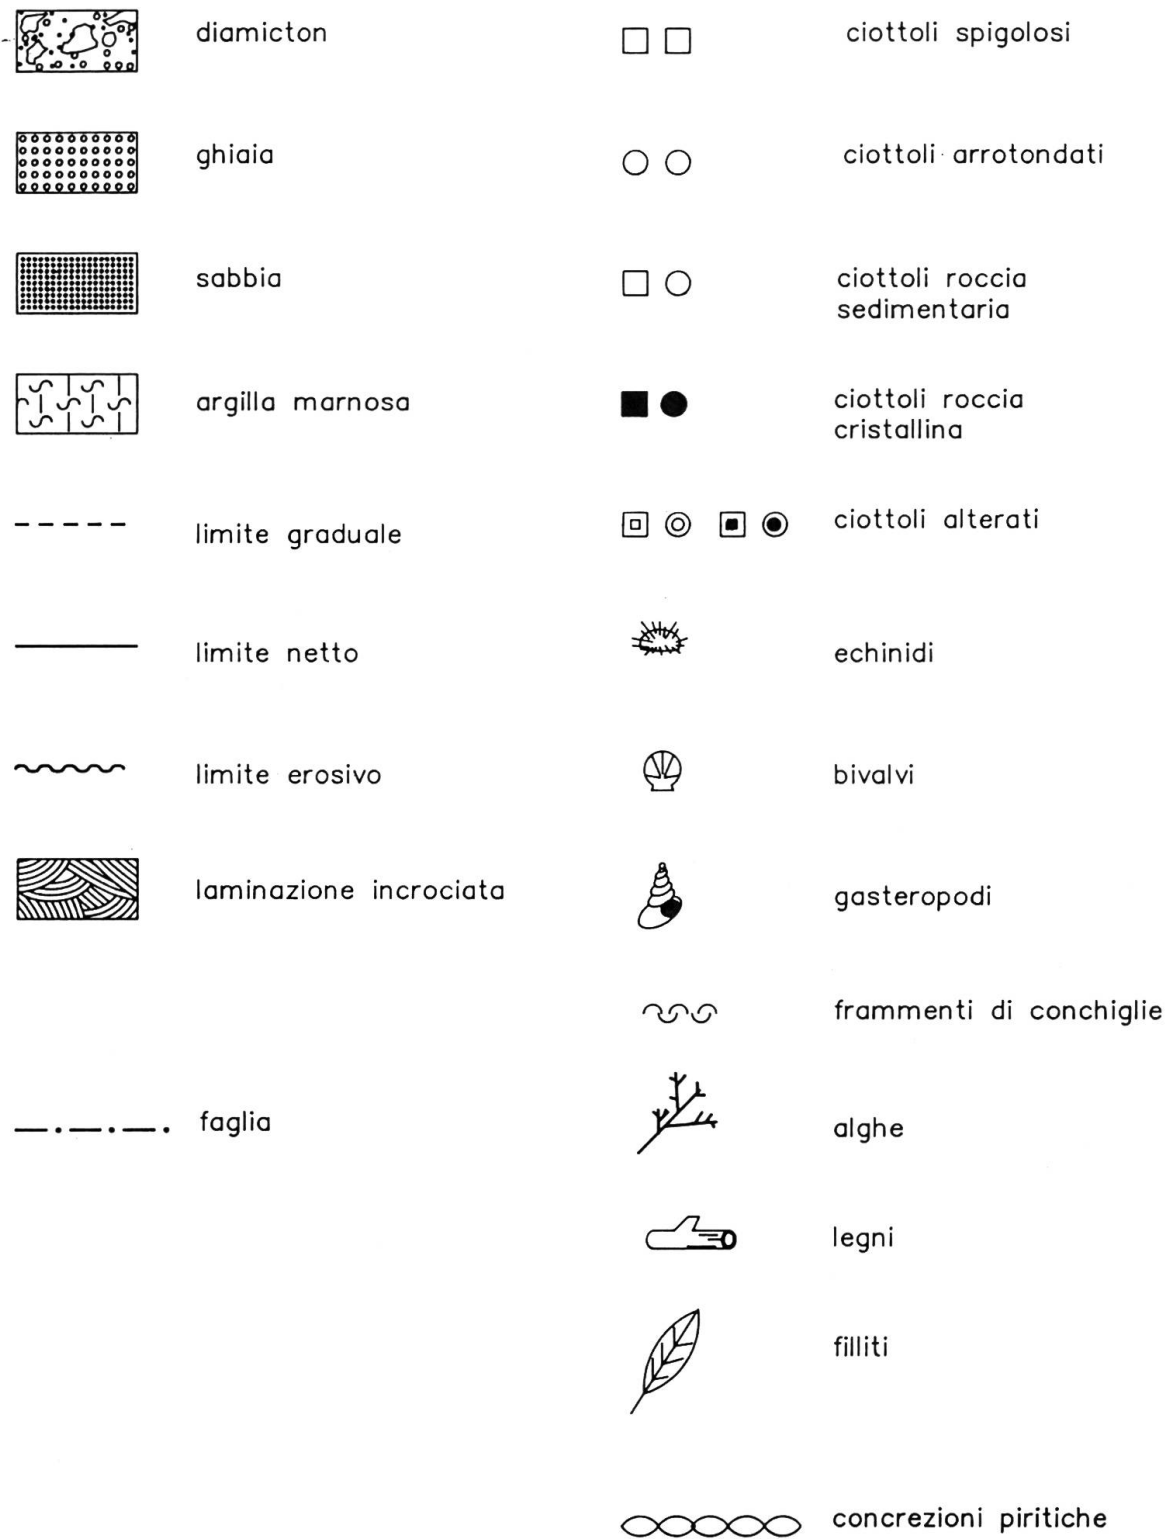 diamicton
ghiaia
sabbia
argilla marnosa
limite graduale
limite netto
limite erosivo
laminazione incrociata
faglia
ciottoli spigolosi
ciottoli arrotondati
ciottoli roccia
sedimentaria
ciottoli roccia
cristallina
ciottoli alterati
echinidi
bivalvi
gasteropodi
frammenti di conchiglie
alghe
legni
filliti
concrezioni piritiche